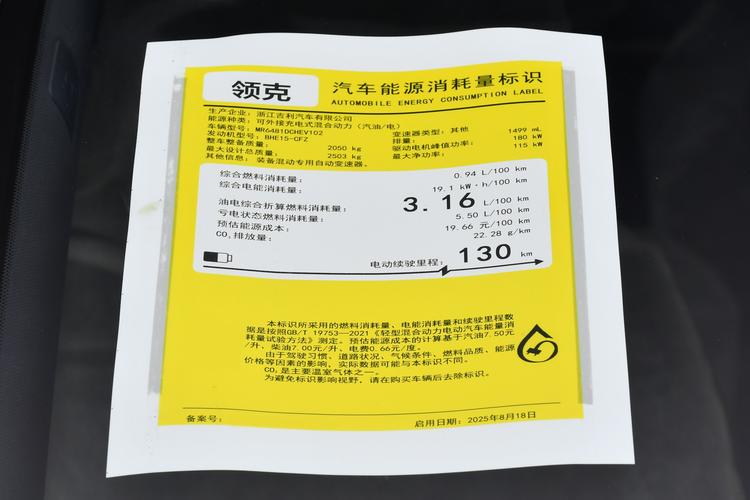 领克
汽车能源消耗量标识
AUTOMOBILE ENERGY CONSUMPTION LABEL
生产企业：浙江吉利汽车有限公司
能源种类：可外接充电式混合动力（汽油/电）
车辆型号：MR6481DCHEV102
变速器类型：其他
发动机型号：BHE15-CFZ
排量：1499 mL
整车整备质量：2050 kg
驱动电机峰值功率：180 kW
最大设计总质量：2503 kg
最大净功率：115 kW
其他信息：装备混动专用自动变速器。
综合燃料消耗量：0.94 L/100 km
综合电能消耗量：19.1 kW·h/100 km
油电综合折算燃料消耗量：3.16 L/100 km
亏电状态燃料消耗量：5.50 L/100 km
预估能源成本：19.66 元/100 km
CO₂排放量：22.28 g/km
电动续驶里程：130 km
本标识所采用的燃料消耗量、电能消耗量和续驶里程数
据是按照GB/T 19753—2021《轻型混合动力电动汽车能量消
耗量试验方法》测定。预估能源成本的计算基于汽油7.50元
/升、柴油7.00元/升、电费0.66元/度。
由于驾驶习惯、道路状况、气候条件、燃料品质、能源
价格等因素的影响，实际数据可能与本标识不同。
CO₂是主要温室气体之一。
为避免标识影响视野，请在购买车辆后去除标识。
备案号：
启用日期：2025年8月18日